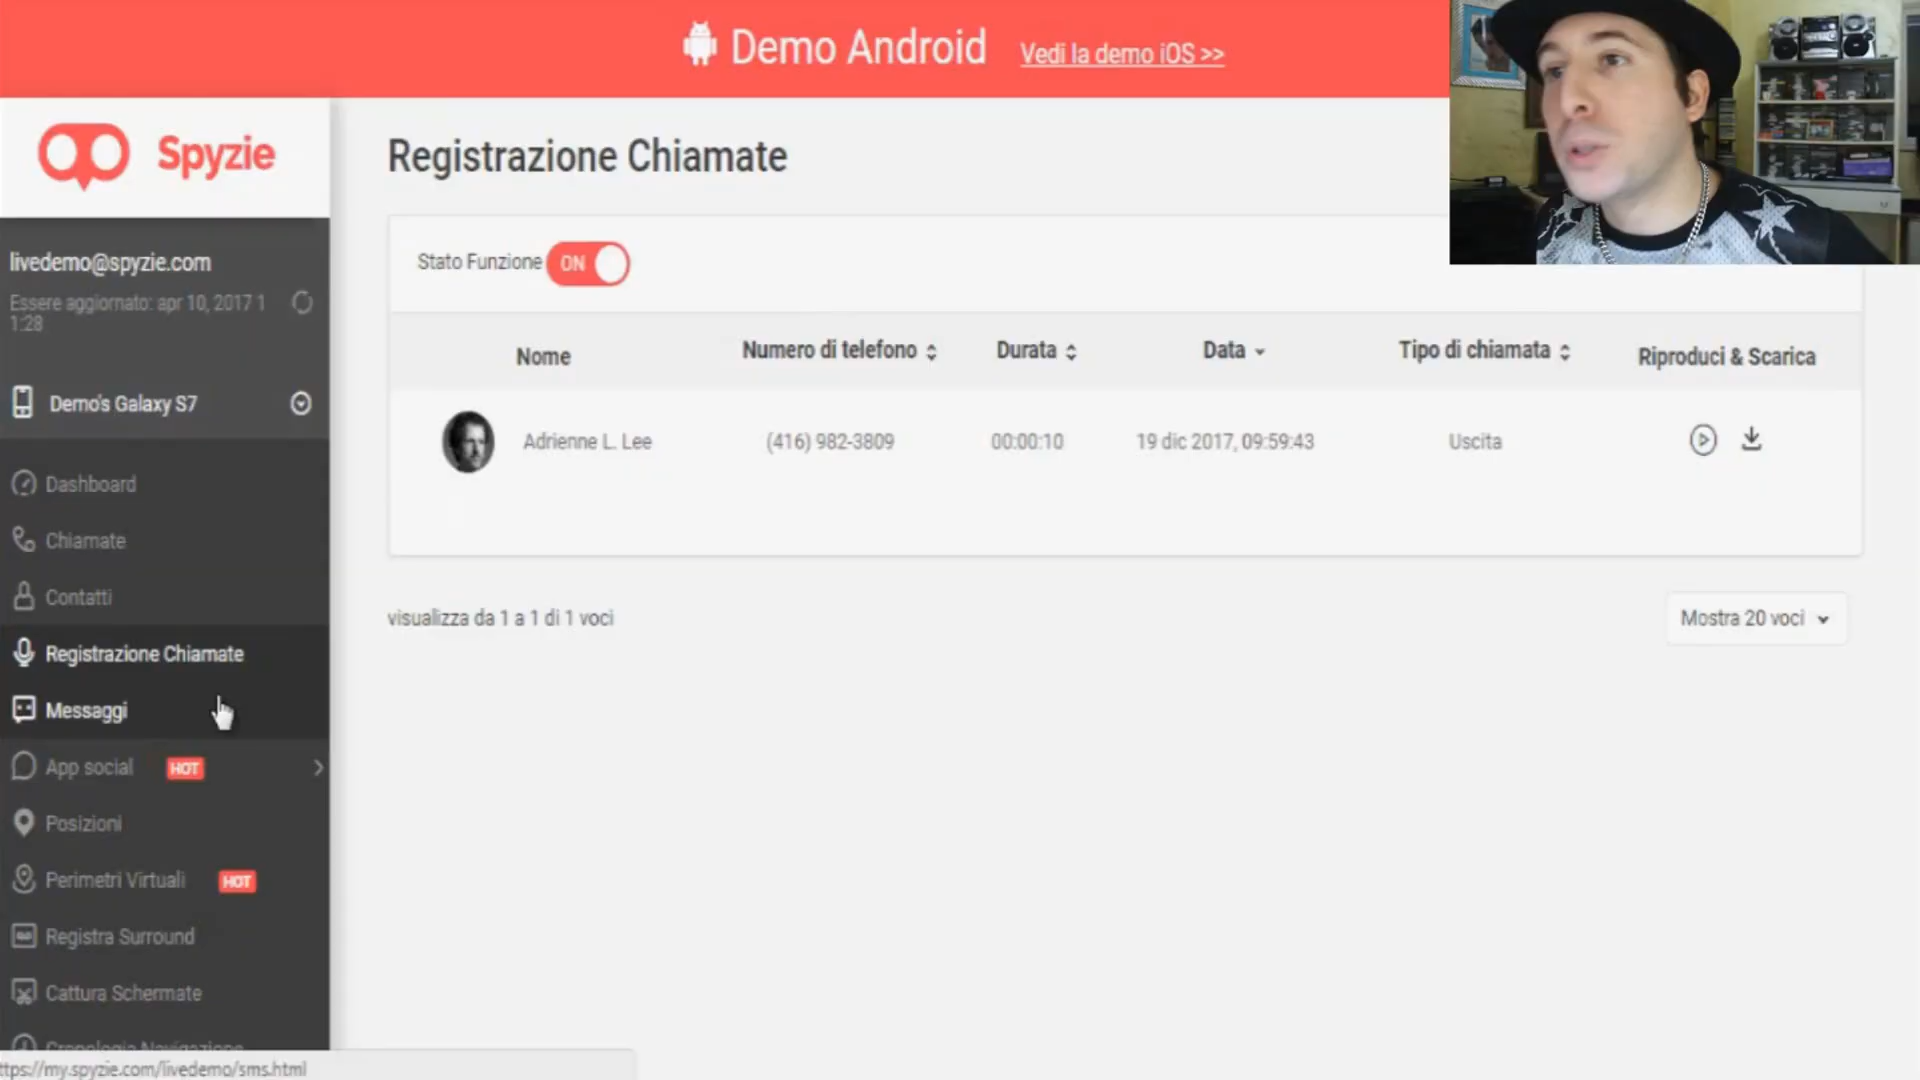 Demo Android
Vedi la demo iOS >>
Spyzie
livedemo@spyzie.com
Essere aggiornato: apr 10, 2017 1
1:28
Demo's Galaxy S7
Dashboard
Chiamate
Contatti
Registrazione Chiamate
Messaggi
App social HOT
Posizioni
Perimetri Virtuali HOT
Registra Surround
Cattura Schermate
Cronologia Navigazione
ttps://my.spyzie.com/livedemo/sms.html
Registrazione Chiamate
Stato Funzione ON
Nome Numero di telefono Durata Data Tipo di chiamata Riproduci & Scarica
Adrienne L. Lee (416) 982-3809 00:00:10 19 dic 2017, 09:59:43 Uscita
visualizza da 1 a 1 di 1 voci
Mostra 20 voci